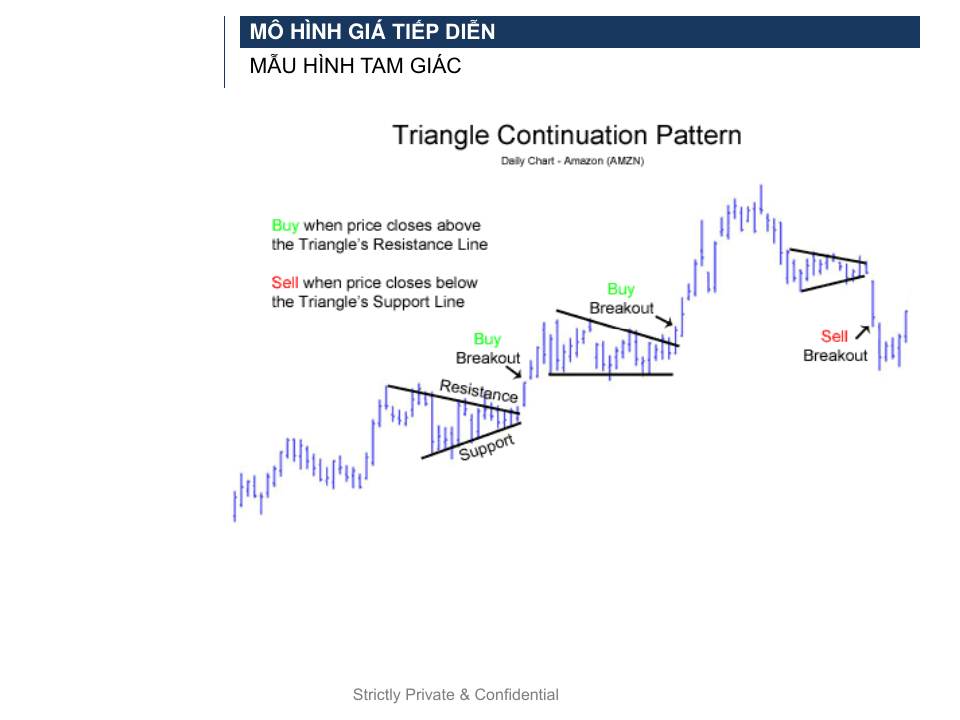 MÔ HÌNH GIÁ TIẾP DIỄN
MẪU HÌNH TAM GIÁC
Triangle Continuation Pattern
Daily Chart - Amazon (AMZN)
Buy when price closes above
the Triangle's Resistance Line
Sell when price closes below
the Triangle's Support Line
Buy
Breakout
Buy
Breakout
Sell
Breakout
Resistance
Support
Strictly Private & Confidential